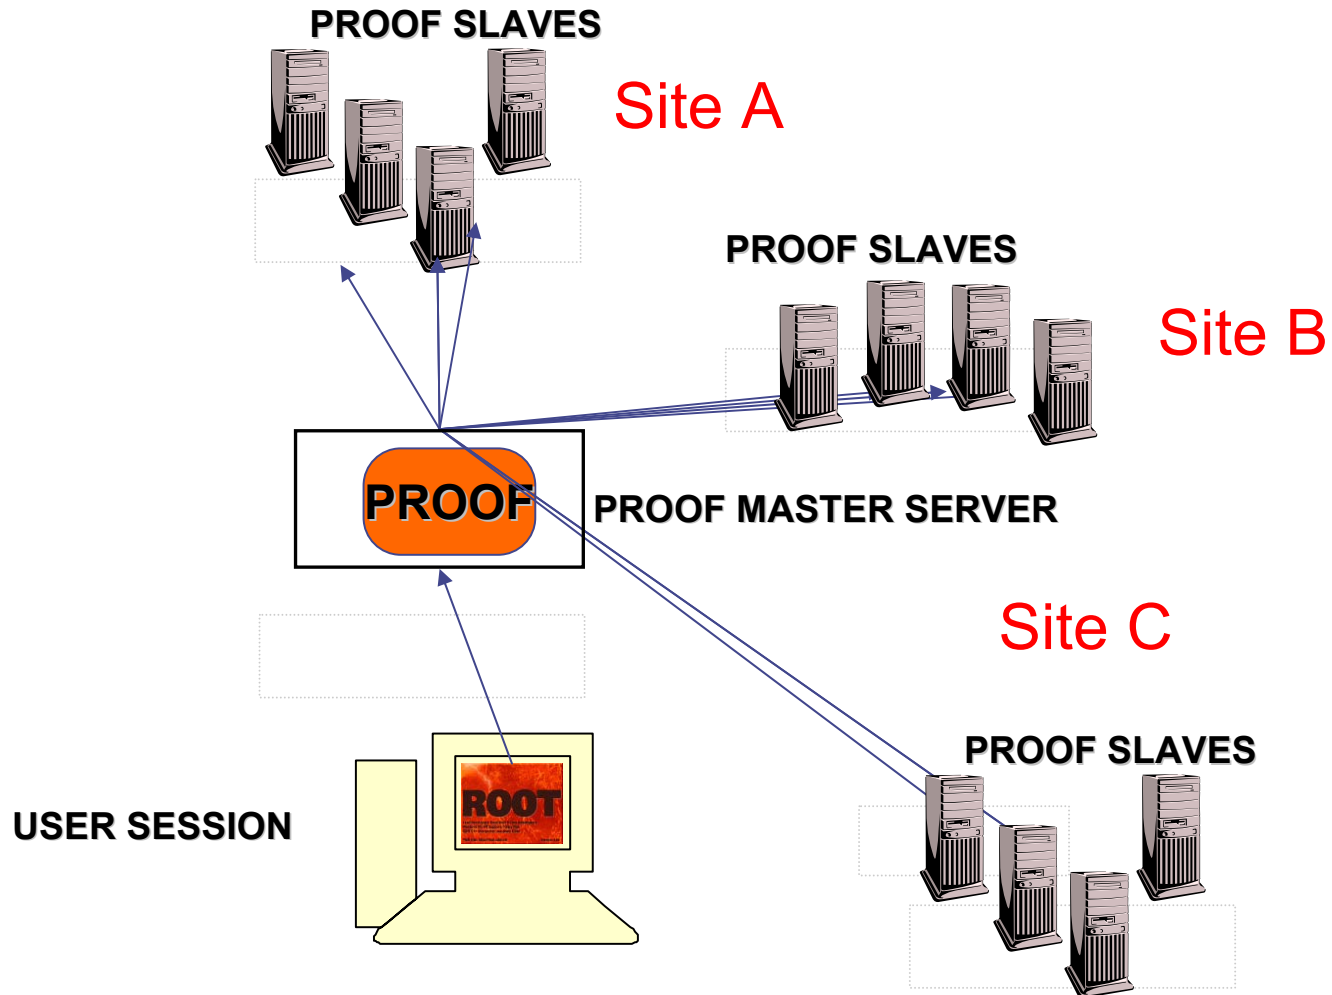 PROOF SLAVES
Site A
PROOF SLAVES
Site B
PROOF
PROOF MASTER SERVER
Site C
PROOF SLAVES
USER SESSION
ROOT